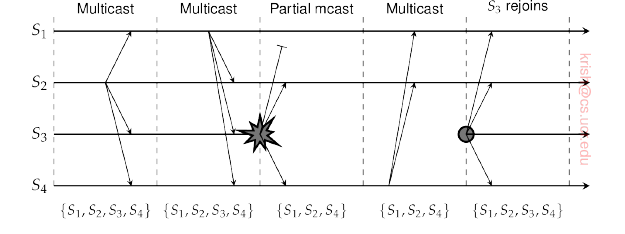 Multicast Multicast Partial mcast Multicast S₃ rejoins
S₁
S₂
S₃
S₄
{S₁, S₂, S₃, S₄} {S₁, S₂, S₃, S₄} {S₁, S₂, S₄} {S₁, S₂, S₄} {S₁, S₂, S₃, S₄}